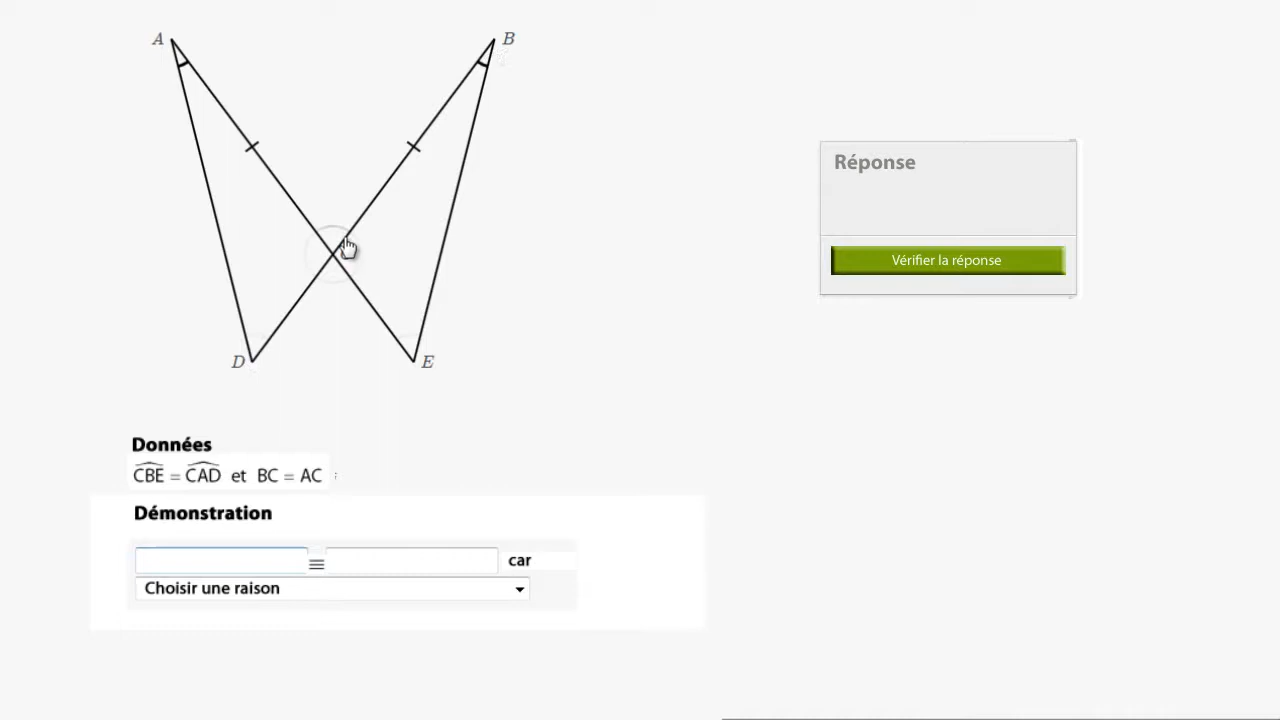 A
B
Réponse
Vérifier la réponse
D
E
Données
CBE = CAD et BC = AC
Démonstration
≡ car
Choisir une raison